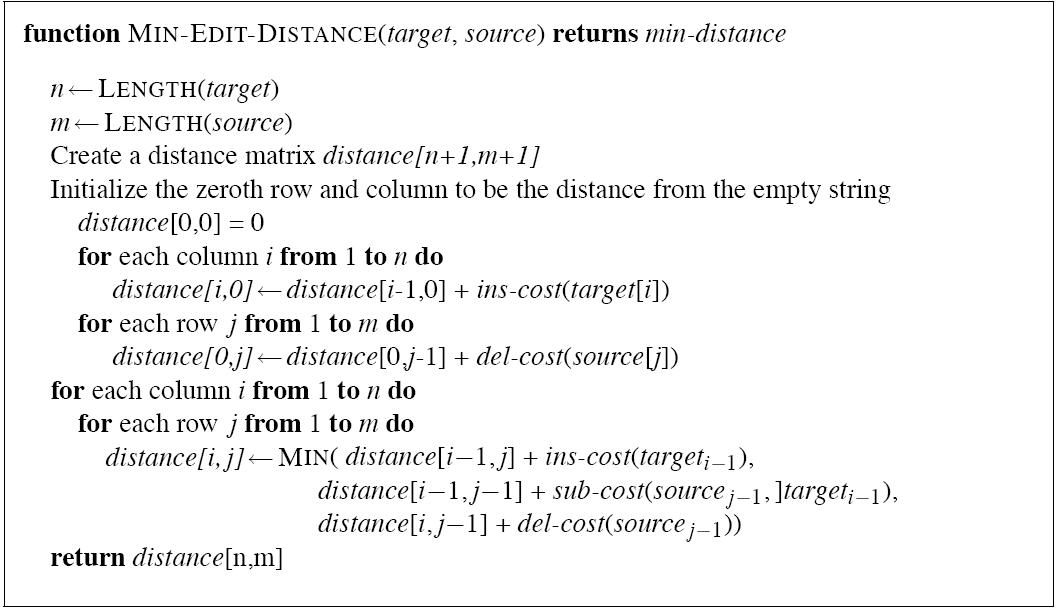 function MIN-EDIT-DISTANCE(target, source) returns min-distance
n ← LENGTH(target)
m ← LENGTH(source)
Create a distance matrix distance[n+1,m+1]
Initialize the zeroth row and column to be the distance from the empty string
distance[0,0] = 0
for each column i from 1 to n do
distance[i,0] ← distance[i-1,0] + ins-cost(target[i])
for each row j from 1 to m do
distance[0,j] ← distance[0,j-1] + del-cost(source[j])
for each column i from 1 to n do
for each row j from 1 to m do
distance[i,j] ← MIN( distance[i−1,j] + ins-cost(target_{i−1}),
distance[i−1,j−1] + sub-cost(source_{j−1},]target_{i−1}),
distance[i,j−1] + del-cost(source_{j−1}))
return distance[n,m]